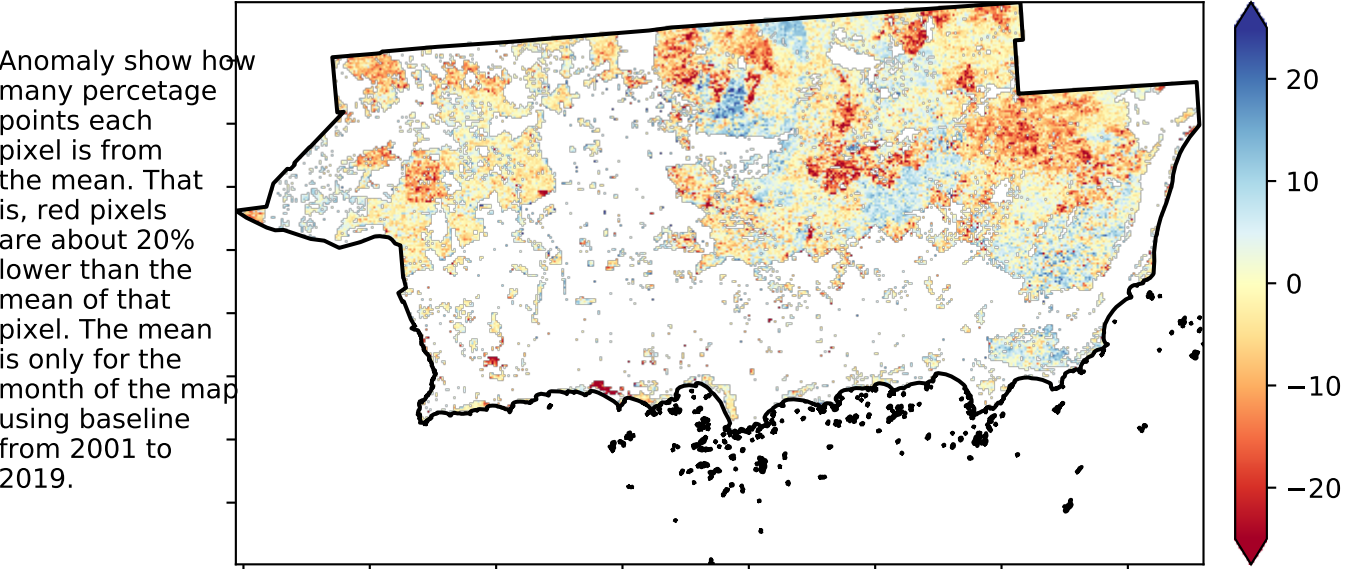 Anomaly show how
many percetage
points each
pixel is from
the mean. That
is, red pixels
are about 20%
lower than the
mean of that
pixel. The mean
is only for the
month of the map
using baseline
from 2001 to
2019.
20
10
0
−10
−20